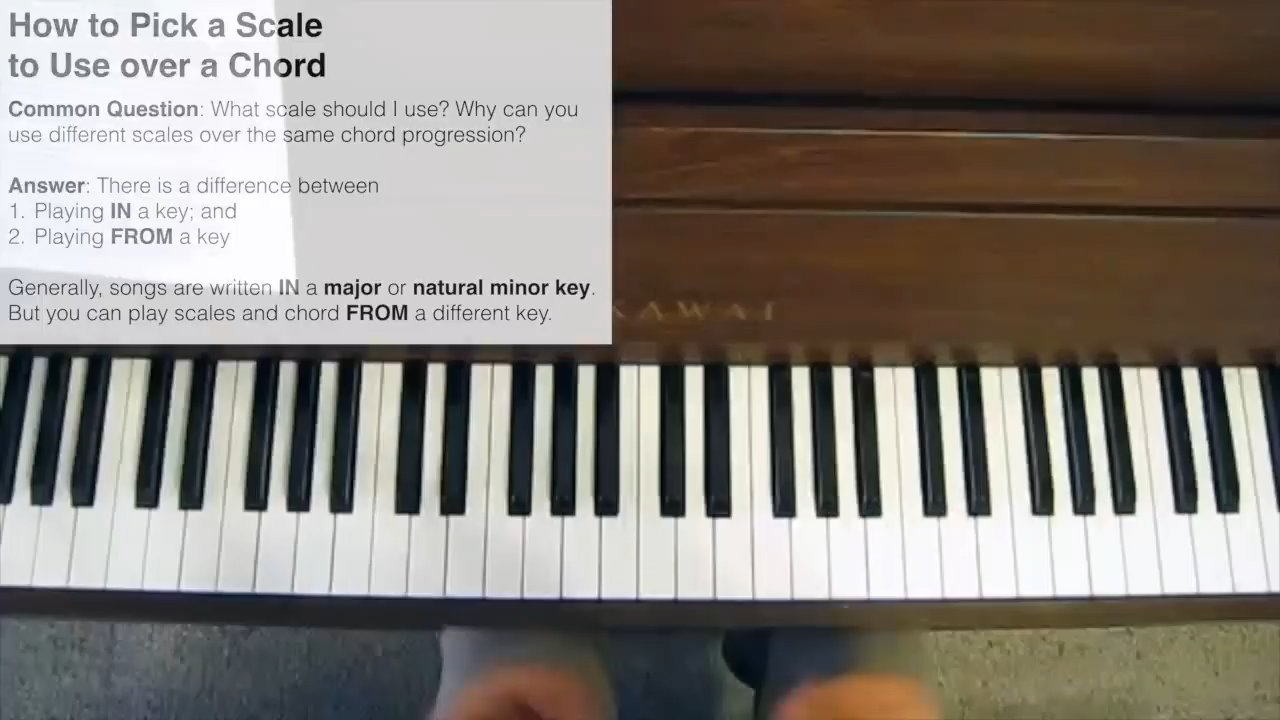 How to Pick a Scale
to Use over a Chord
Common Question: What scale should I use? Why can you
use different scales over the same chord progression?
Answer: There is a difference between
1. Playing IN a key; and
2. Playing FROM a key
Generally, songs are written IN a major or natural minor key.
But you can play scales and chord FROM a different key.
KAWAI